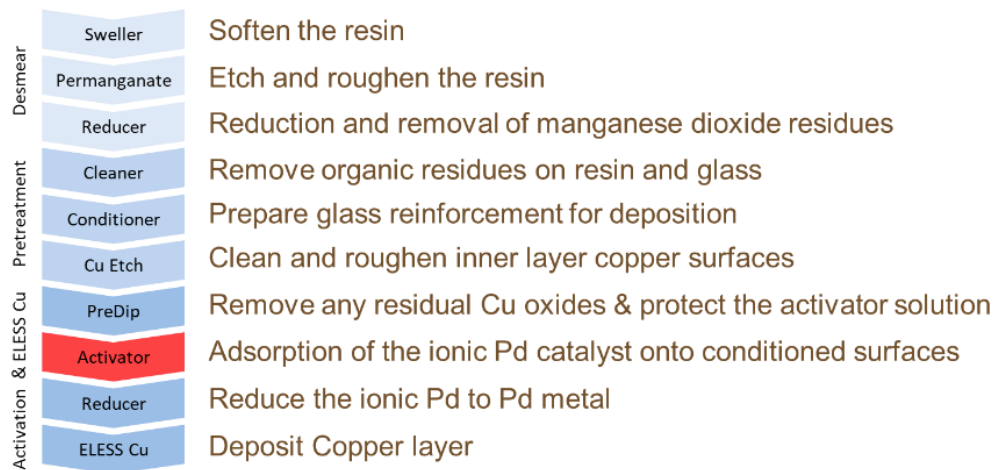 Desmear
Sweller
Soften the resin
Permanganate
Etch and roughen the resin
Reducer
Reduction and removal of manganese dioxide residues
Pretreatment
Cleaner
Remove organic residues on resin and glass
Conditioner
Prepare glass reinforcement for deposition
Cu Etch
Clean and roughen inner layer copper surfaces
Activation & ELESS Cu
PreDip
Remove any residual Cu oxides & protect the activator solution
Activator
Adsorption of the ionic Pd catalyst onto conditioned surfaces
Reducer
Reduce the ionic Pd to Pd metal
ELESS Cu
Deposit Copper layer